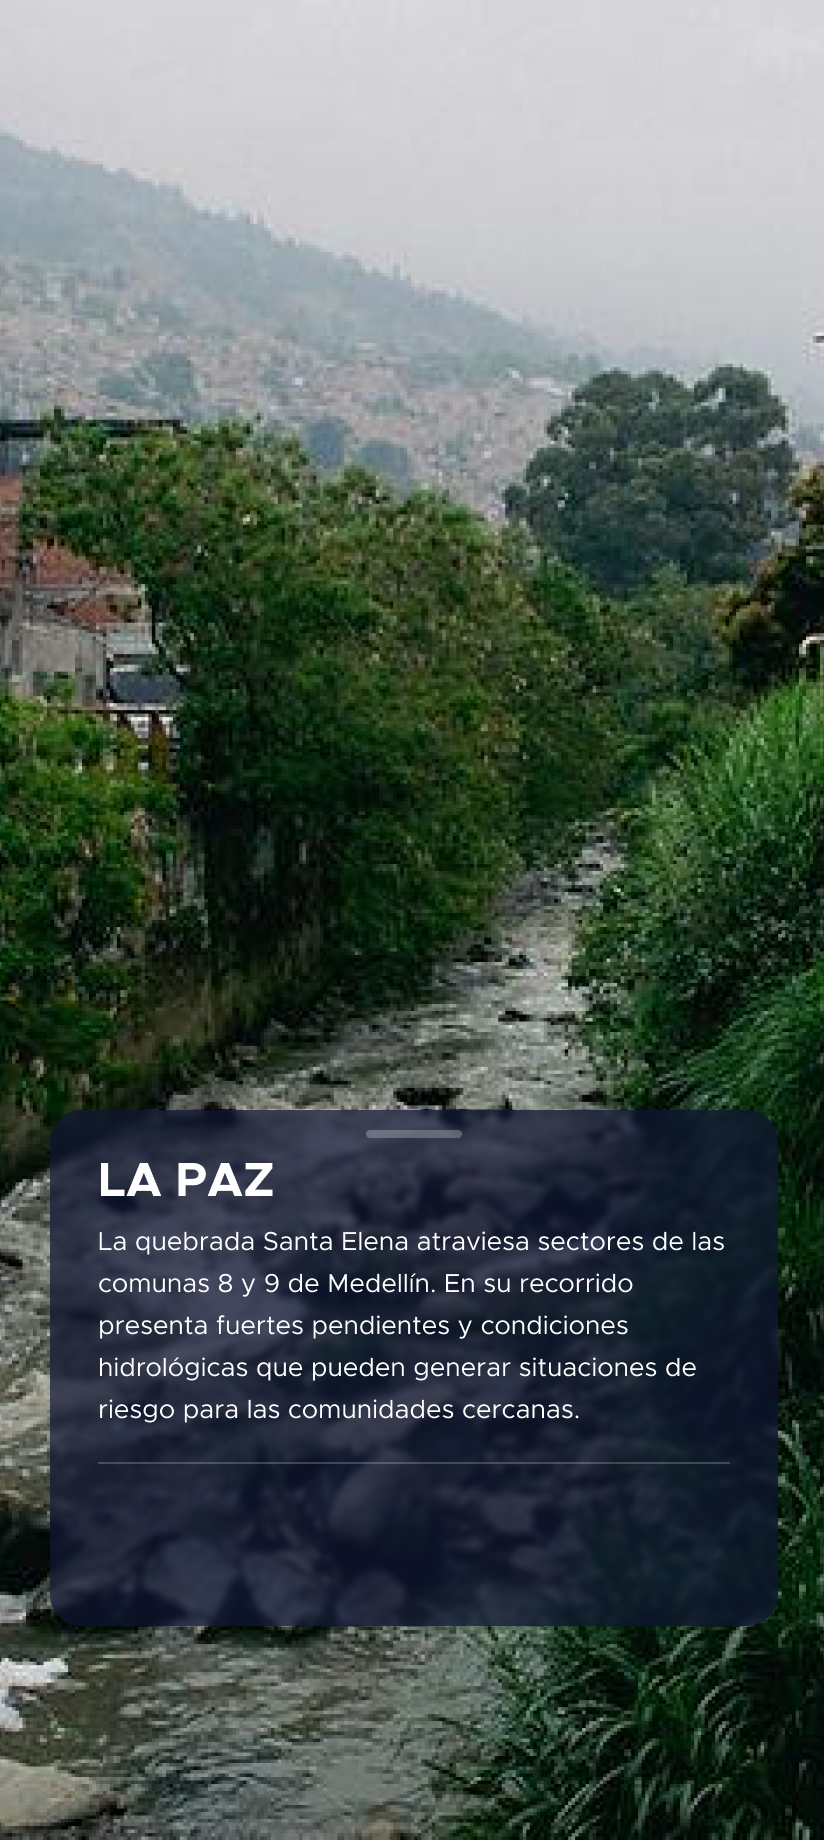 LA PAZ
La quebrada Santa Elena atraviesa sectores de las
comunas 8 y 9 de Medellín. En su recorrido
presenta fuertes pendientes y condiciones
hidrológicas que pueden generar situaciones de
riesgo para las comunidades cercanas.